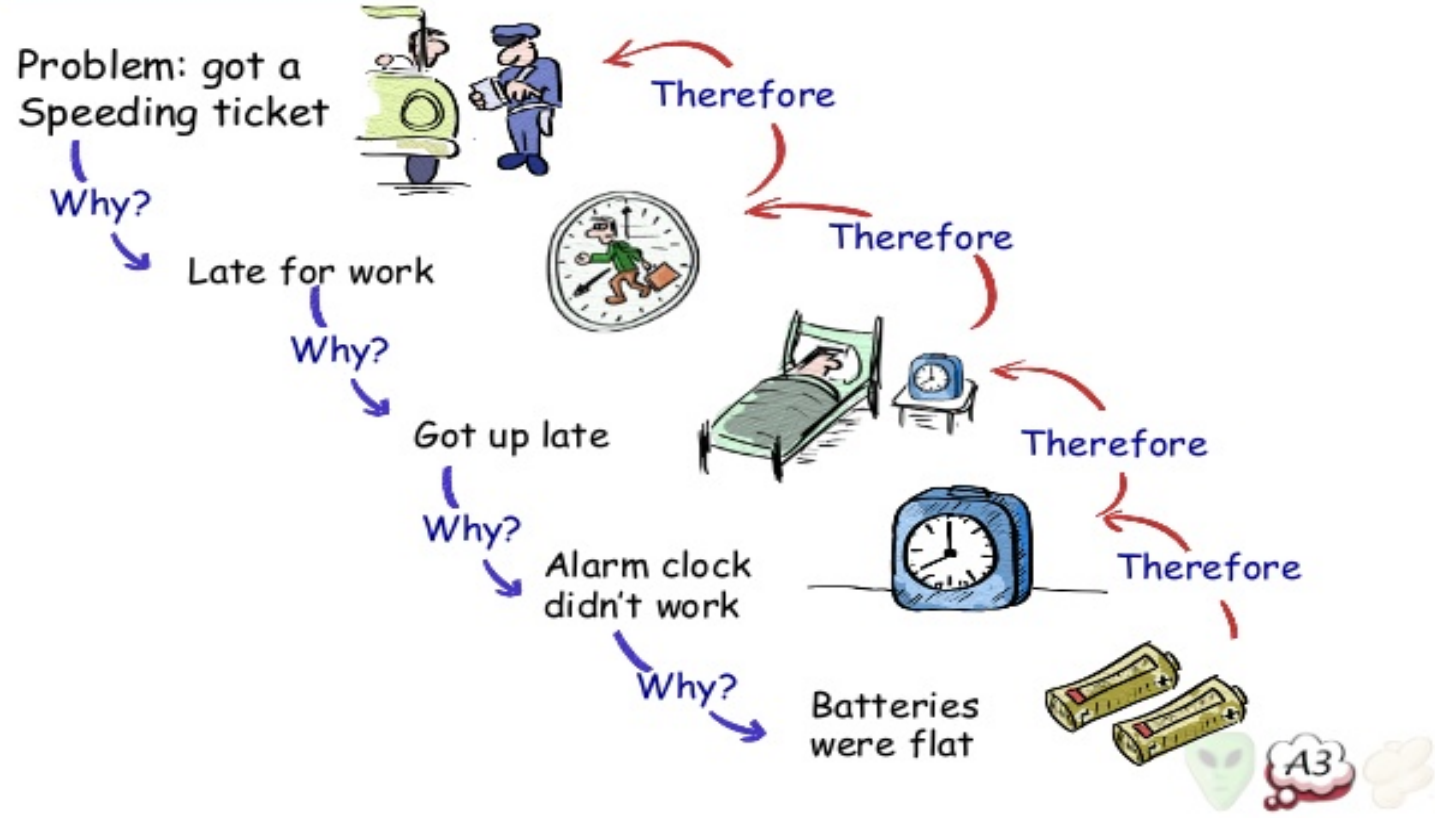 Problem: got a
Speeding ticket
Therefore
Why?
Therefore
Late for work
Why?
Got up late
Therefore
Why?
Alarm clock
didn't work
Therefore
Why?
Batteries
were flat
A3